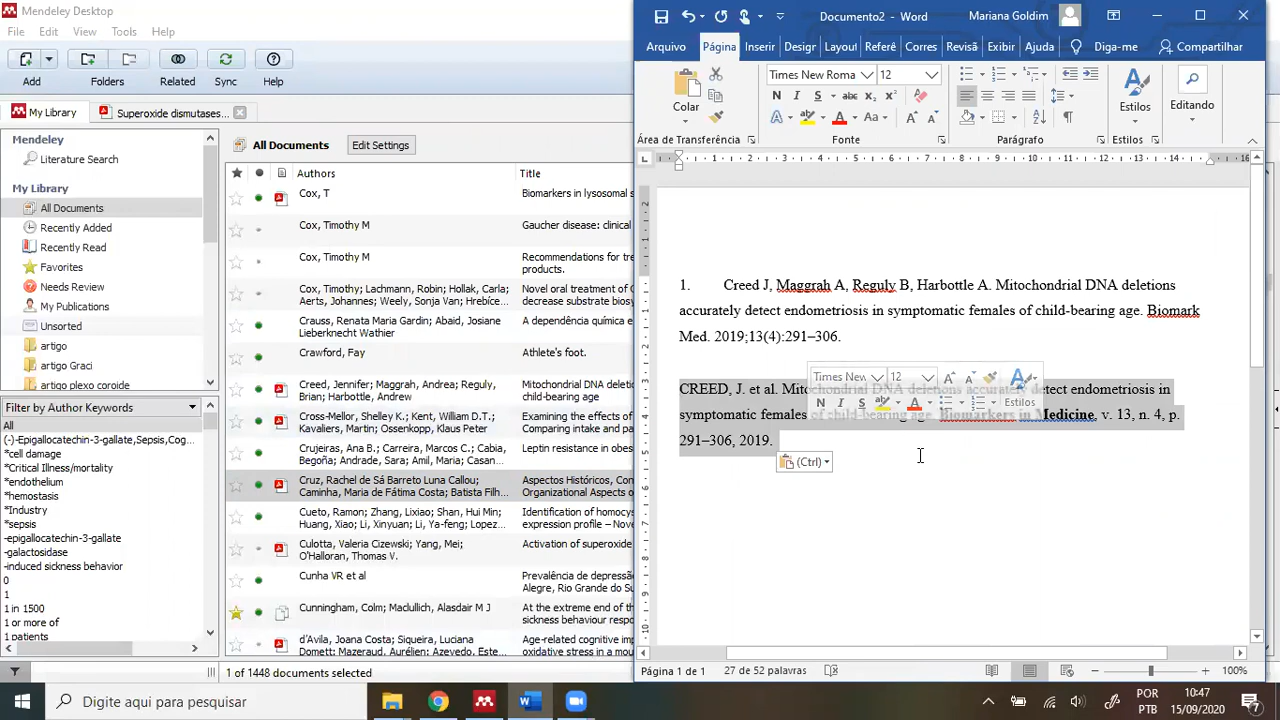 Mendeley Desktop
File Edit View Tools Help
Add Folders Related Sync Help
My Library Superoxide dismutases...
Mendeley
Literature Search
My Library
All Documents
Recently Added
Recently Read
Favorites
Needs Review
My Publications
Unsorted
artigo
artigo Graci
artigo plexo coroide
Filter by Author Keywords
All
(-)-Epigallocatechin-3-gallate,Sepsis,Cog...
*cell damage
*Critical Illness/mortality
*endothelium
*hemostasis
*Industry
*sepsis
-epigallocatechin-3-gallate
-galactosidase
-induced sickness behavior
0
1
1 in 1500
1 or more of
1 patients
All Documents Edit Settings
Authors Title
Cox, T Biomarkers in lysosomal s
Cox, Timothy M Gaucher disease: clinical
Cox, Timothy M Recommendations for tre
products.
Cox, Timothy; Lachmann, Robin; Hollak, Carla; Novel oral treatment of G
Aerts, Johannes; Weely, Sonja Van; Hrebíce... decrease substrate biosy
Crauss, Renata Maria Gardin; Abaid, Josiane A dependência química e
Lieberknecht Wathier
Crawford, Fay Athlete's foot.
Creed, Jennifer; Maggrah, Andrea; Reguly, Mitochondrial DNA deletion
Brian; Harbottle, Andrew
Cross-Mellor, Shelley K.; Kent, William D.T.; Examining the effects of
Campbell, Martin; Ossenkopp, Klaus Peter Comparing intake and pa
Crujeiras, Ana B.; Carreira, Marcos C.; Cabia, Leptin resistance in obes
Begoña; Andrade, Sara; Amil, Maria
Cruz, Rachel de Sá Barreto Luna Callou; Aspectos Históricos, Con
Caminha, Maria de Fátima Costa; Batista Filh... Organizational Aspects o
Cueto, Ramon; Zhang, Lixiao; Shan, Hui Min; Identification of homocys
Huang, Xiao; Li, Xinyuan; Li, Ya-feng; Lopez... expression profile – Nove
Culotta, Valeria Cizewski; Yang, Mei; Activation of superoxide
O'Halloran, Thomas V.
Cunha VR et al Prevalência de depressã
Alegre, Rio Grande do Su
Cunningham, Colm; Maclullich, Alasdair M J At the extreme end of th
sickness behaviour respo
d'Avila, Joana Costa; Siqueira, Luciana Age-related cognitive imp
Domett; Mazeraud, Aurélien; Azevedo, Estef... oxidative stress in a mou
1 of 1448 documents selected
Documento2 - Word Mariana Goldim
Arquivo Página Inserir Design Layout Referê Corres Revisã Exibir Ajuda Diga-me Compartilhar
Colar Times New Roma 12 Estilos Editando
Área de Transferência Fonte Parágrafo Estilos
1. Creed J, Maggrah A, Reguly B, Harbottle A. Mitochondrial DNA deletions
accurately detect endometriosis in symptomatic females of child-bearing age. Biomark
Med. 2019;13(4):291–306.
Times New 12
Estilos
CREED, J. et al. Mitochondrial DNA deletions accurately detect endometriosis in
symptomatic females of child-bearing age. Biomarkers in Medicine, v. 13, n. 4, p.
291–306, 2019.
(Ctrl)
Página 1 de 1 27 de 52 palavras 100%
Digite aqui para pesquisar
POR
PTB
10:47
15/09/2020
7